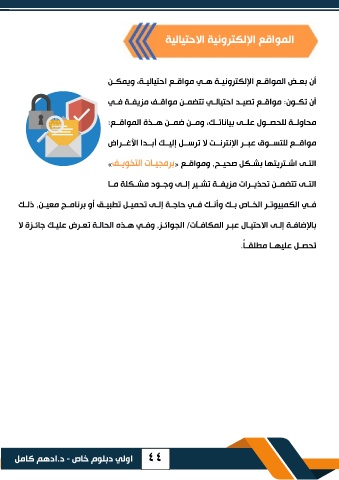 المواقع الإلكترونية الاحتيالية
أن بعض المواقع الإلكترونية هي مواقع احتيالية، ويمكن
أن تكون: مواقع تصيد احتيالي تتضمن مواقف مزيفة في
محاولة للحصول على بياناتك، ومن ضمن هذة المواقع:
مواقع للتسوق عبر الإنترنت لا ترسل إليك أبدا الأغراض
التى اشتريتها بشكل صحيح، ومواقع «برمجيات التخويف»
التى تتضمن تحذيرات مزيفة تشير إلى وجود مشكلة ما
في الكمبيوتر الخاص بك وأنك في حاجة إلى تحميل تطبيق أو برنامج معين، ذلك
بالإضافة إلى الاحتيال عبر المكافآت/ الجوائز، وفي هذه الحالة تعرض عليك جائزة لا
تحصل عليها مطلقاً.
٤٤ اولي دبلوم خاص - د.ادهم كامل